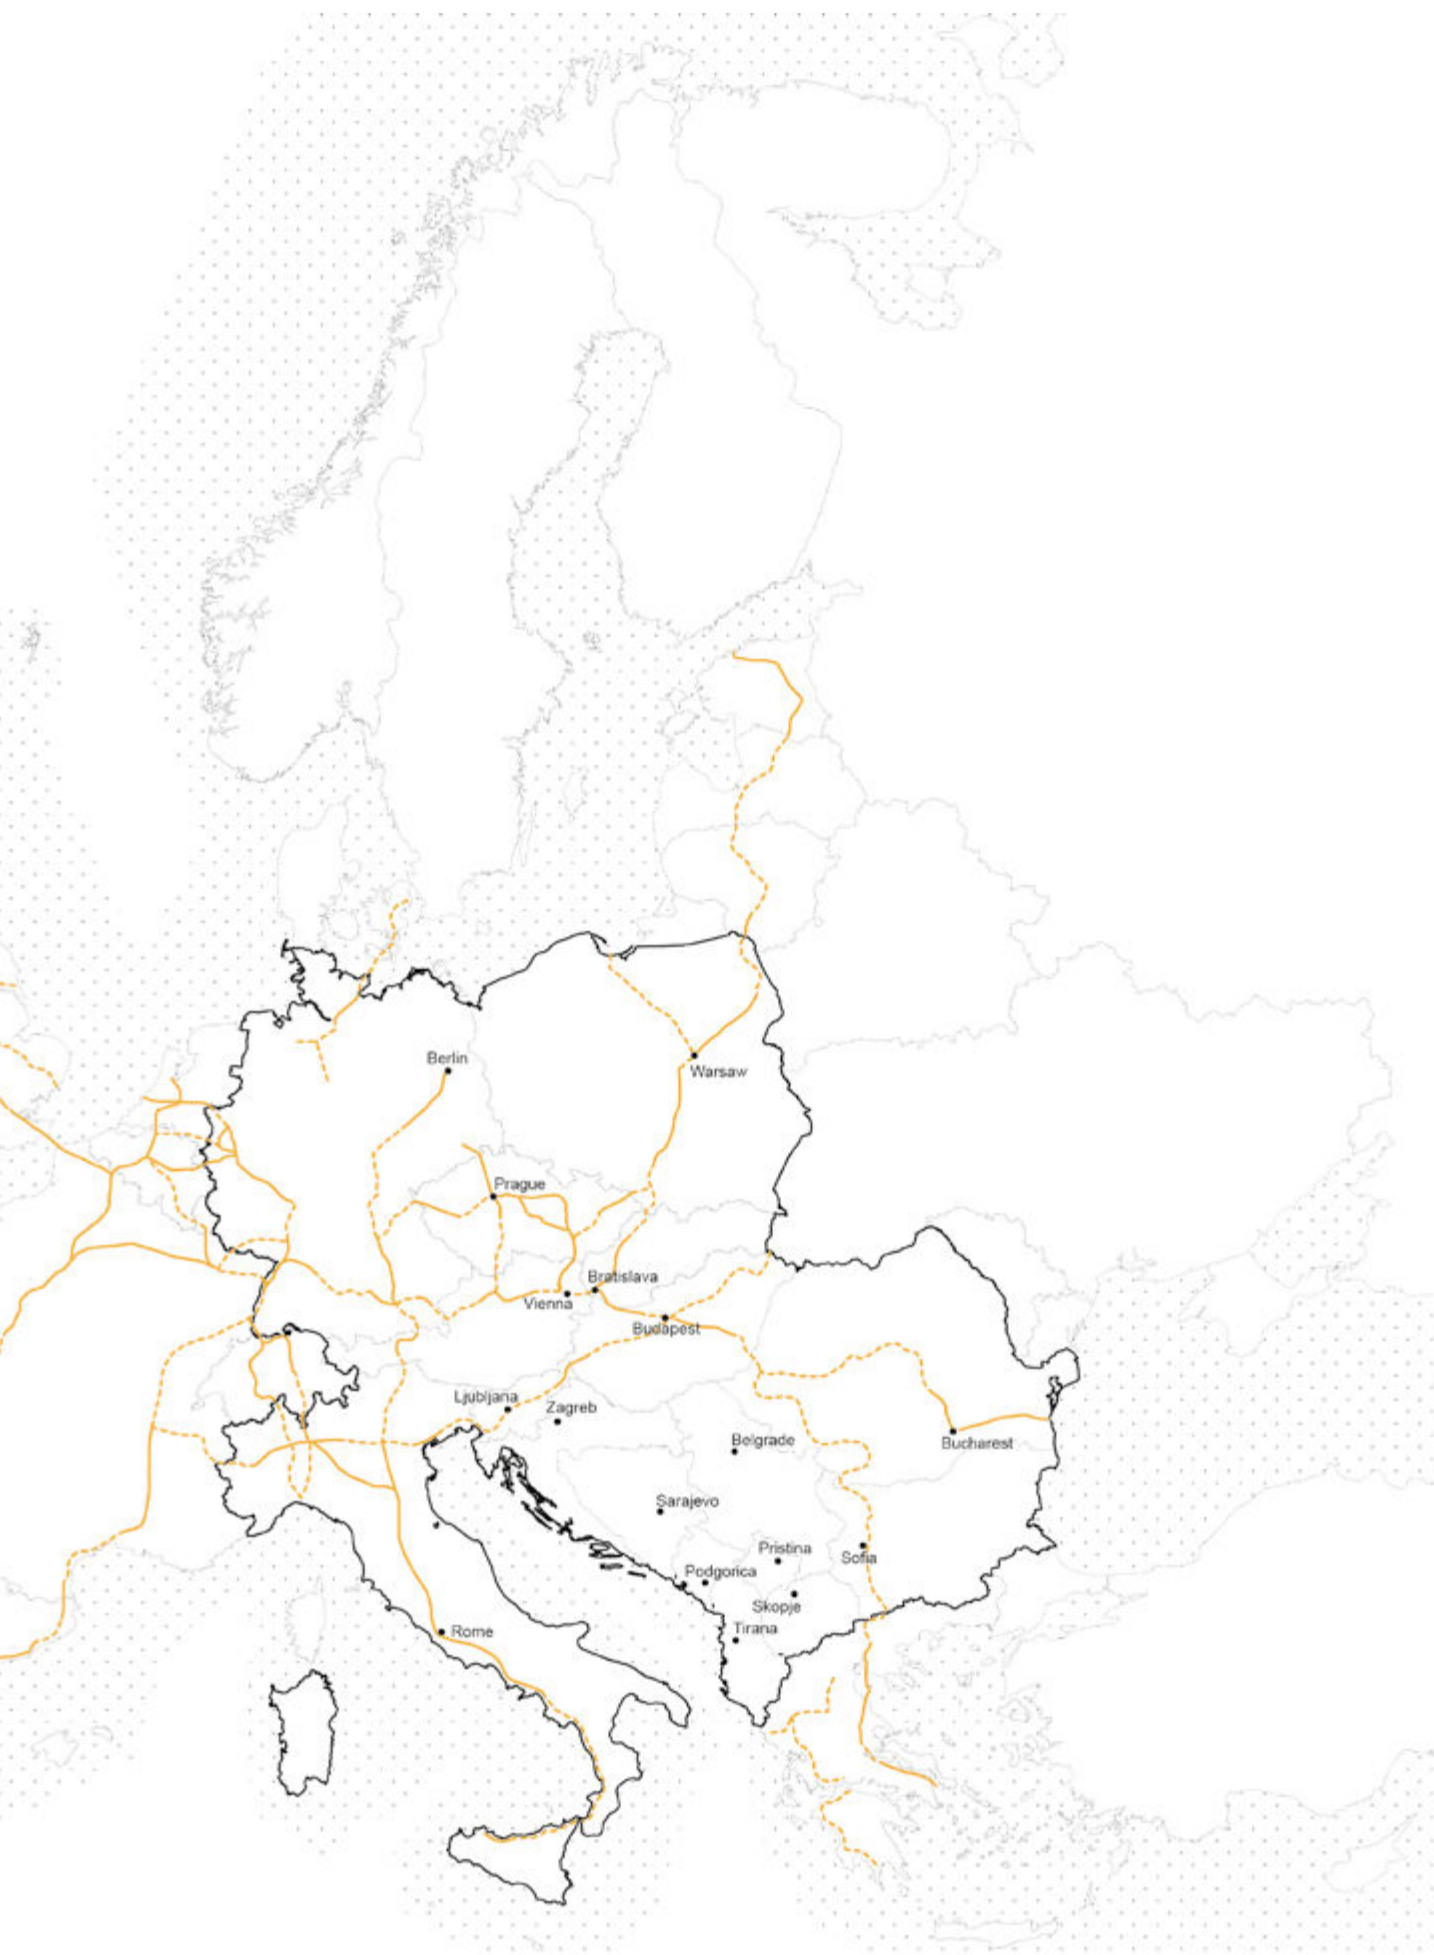 Berlin
Warsaw
Prague
Bratislava
Vienna
Budapest
Ljubljana
Zagreb
Belgrade
Bucharest
Sarajevo
Pristina
Sofia
Podgorica
Skopje
Tirana
Rome